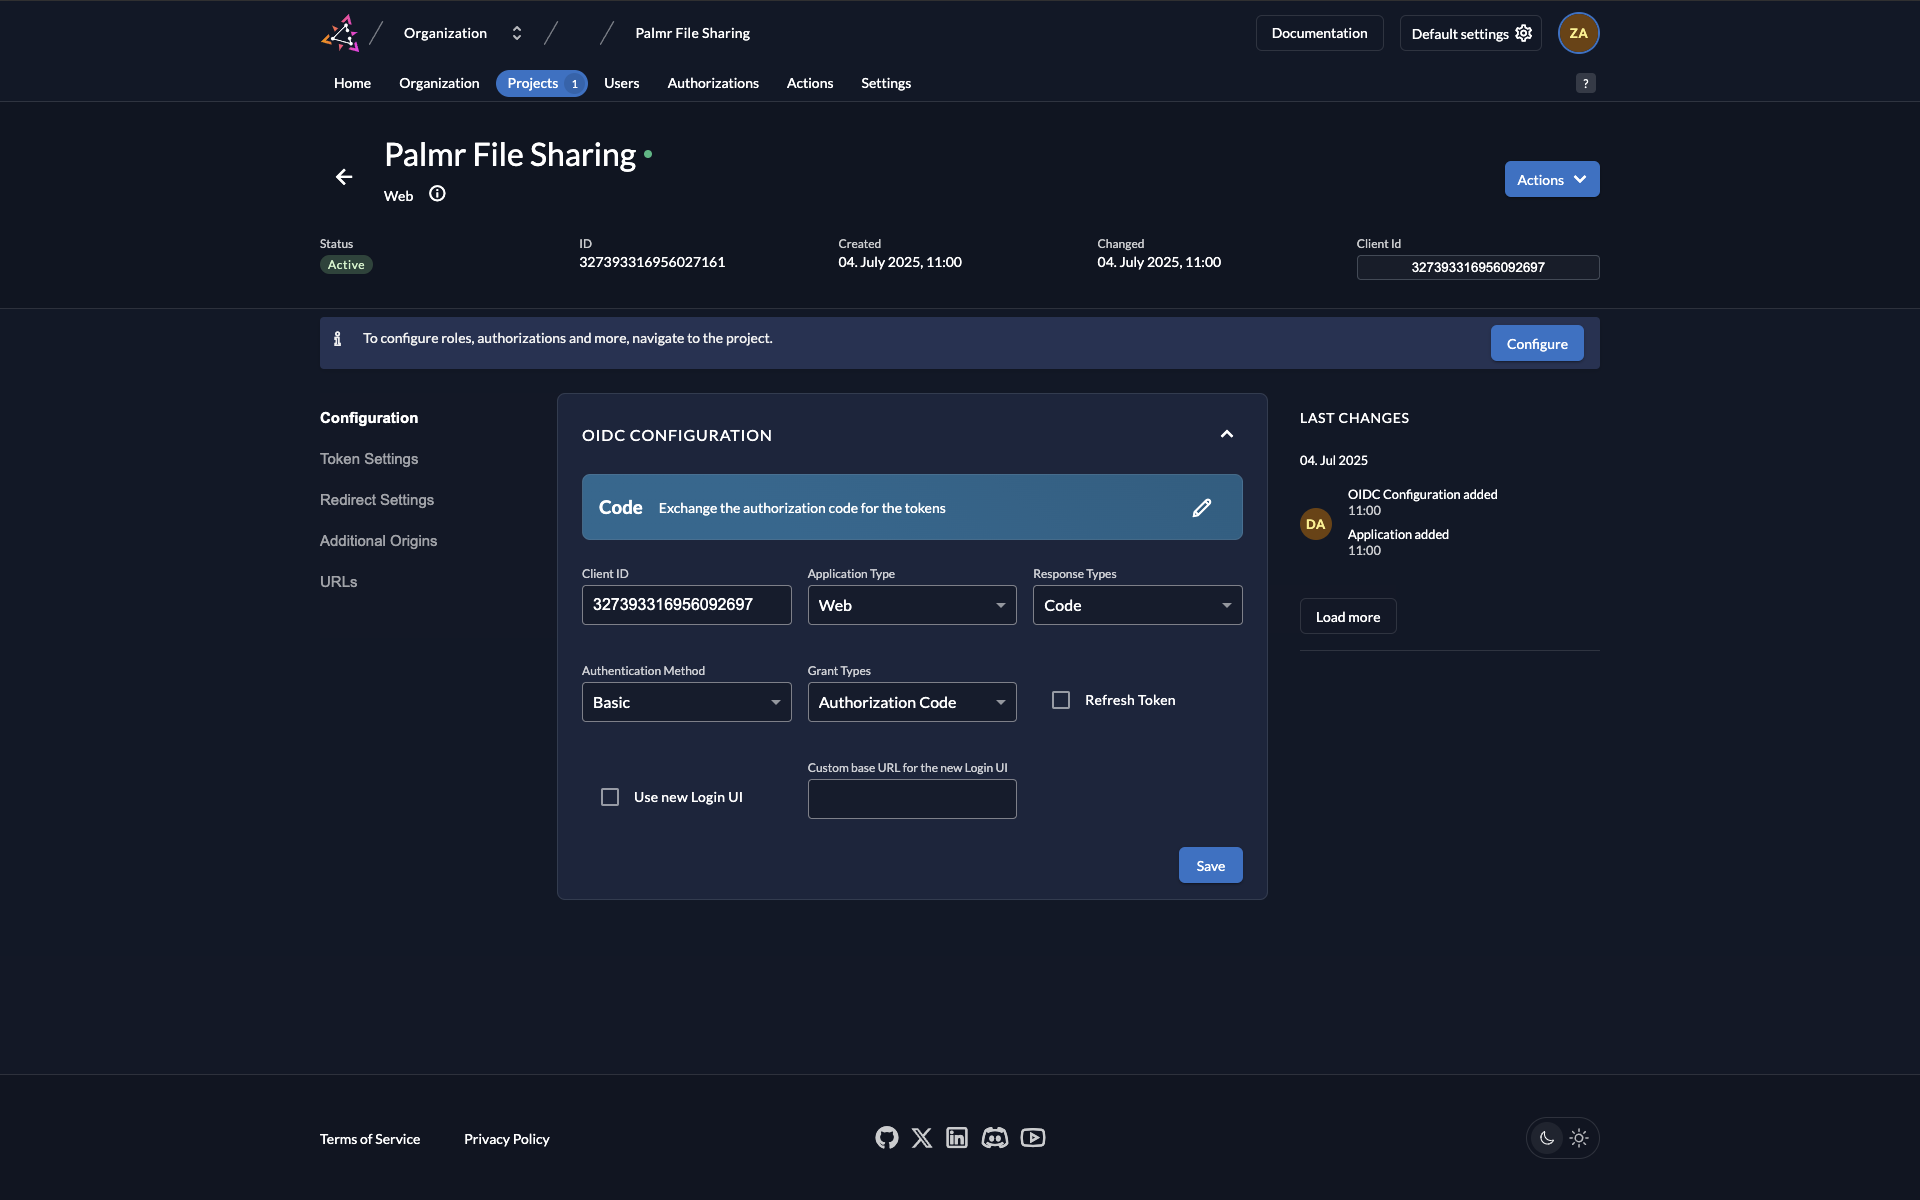 Organization
Palmr File Sharing
Documentation
Default settings
ZA
Home
Organization
Projects 1
Users
Authorizations
Actions
Settings
?
Palmr File Sharing
Web
Actions
Status
Active
ID
327393316956027161
Created
04. July 2025, 11:00
Changed
04. July 2025, 11:00
Client Id
327393316956092697
To configure roles, authorizations and more, navigate to the project.
Configure
Configuration
Token Settings
Redirect Settings
Additional Origins
URLs
OIDC CONFIGURATION
Code Exchange the authorization code for the tokens
Client ID
327393316956092697
Application Type
Web
Response Types
Code
Authentication Method
Basic
Grant Types
Authorization Code
Refresh Token
Use new Login UI
Custom base URL for the new Login UI
Save
LAST CHANGES
04. Jul 2025
DA
OIDC Configuration added
11:00
Application added
11:00
Load more
Terms of Service
Privacy Policy